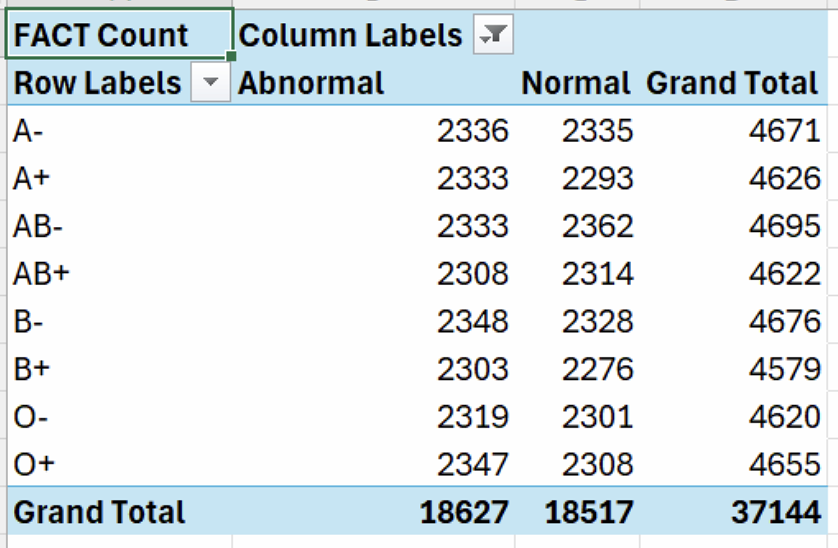 FACT Count Column Labels
Row Labels Abnormal Normal Grand Total
A- 2336 2335 4671
A+ 2333 2293 4626
AB- 2333 2362 4695
AB+ 2308 2314 4622
B- 2348 2328 4676
B+ 2303 2276 4579
O- 2319 2301 4620
O+ 2347 2308 4655
Grand Total 18627 18517 37144